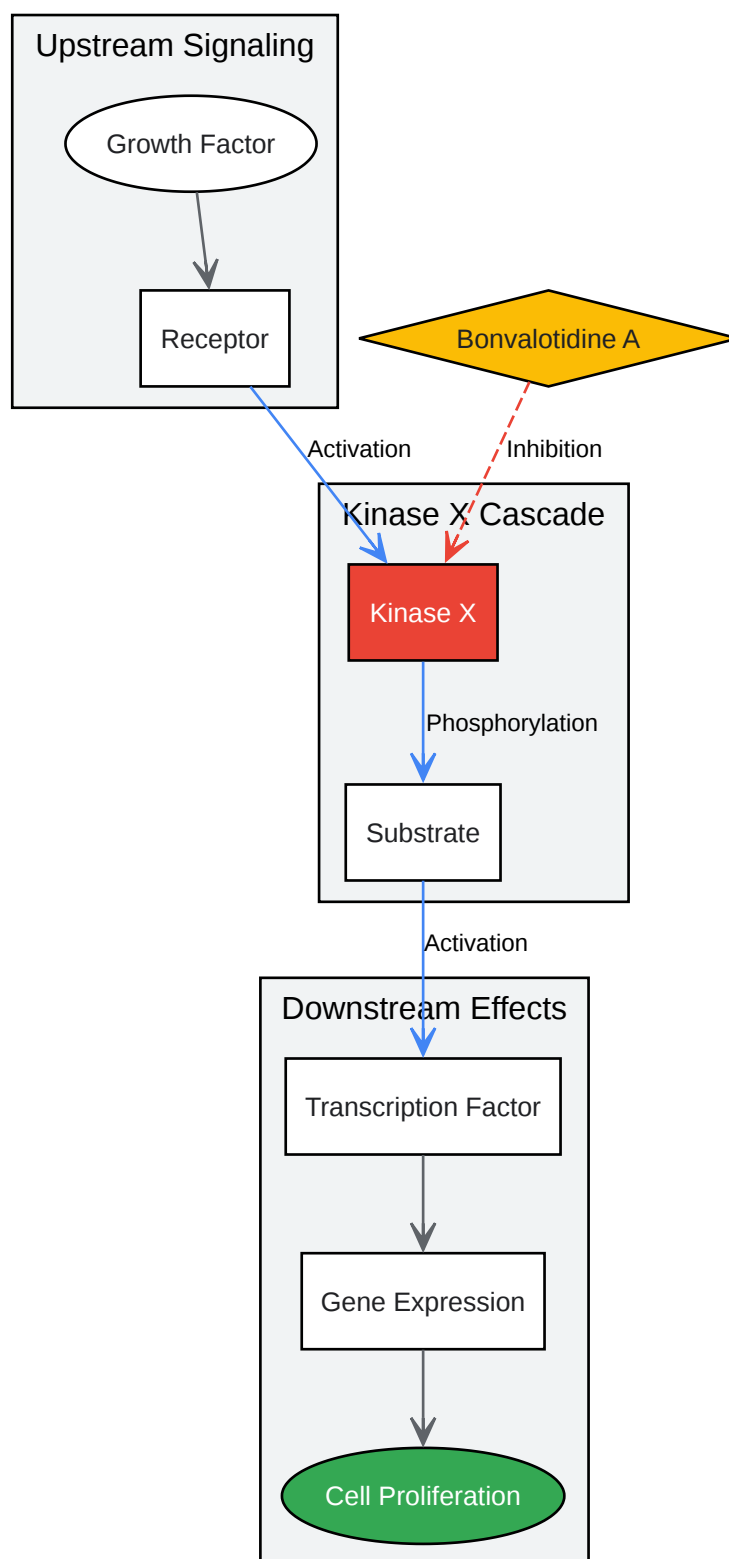 Upstream Signaling
Growth Factor
Receptor
Bonvalotidine A
Activation
Inhibition
Kinase X Cascade
Kinase X
Phosphorylation
Substrate
Activation
Downstream Effects
Transcription Factor
Gene Expression
Cell Proliferation